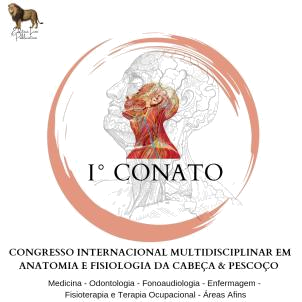 I° CONATO
CONGRESSO INTERNACIONAL MULTIDISCIPLINAR EM
ANATOMIA E FISIOLOGIA DA CABEÇA & PESCOÇO
Medicina - Odontologia - Fonoaudiologia - Enfermagem -
Fisioterapia e Terapia Ocupacional - Áreas Afins